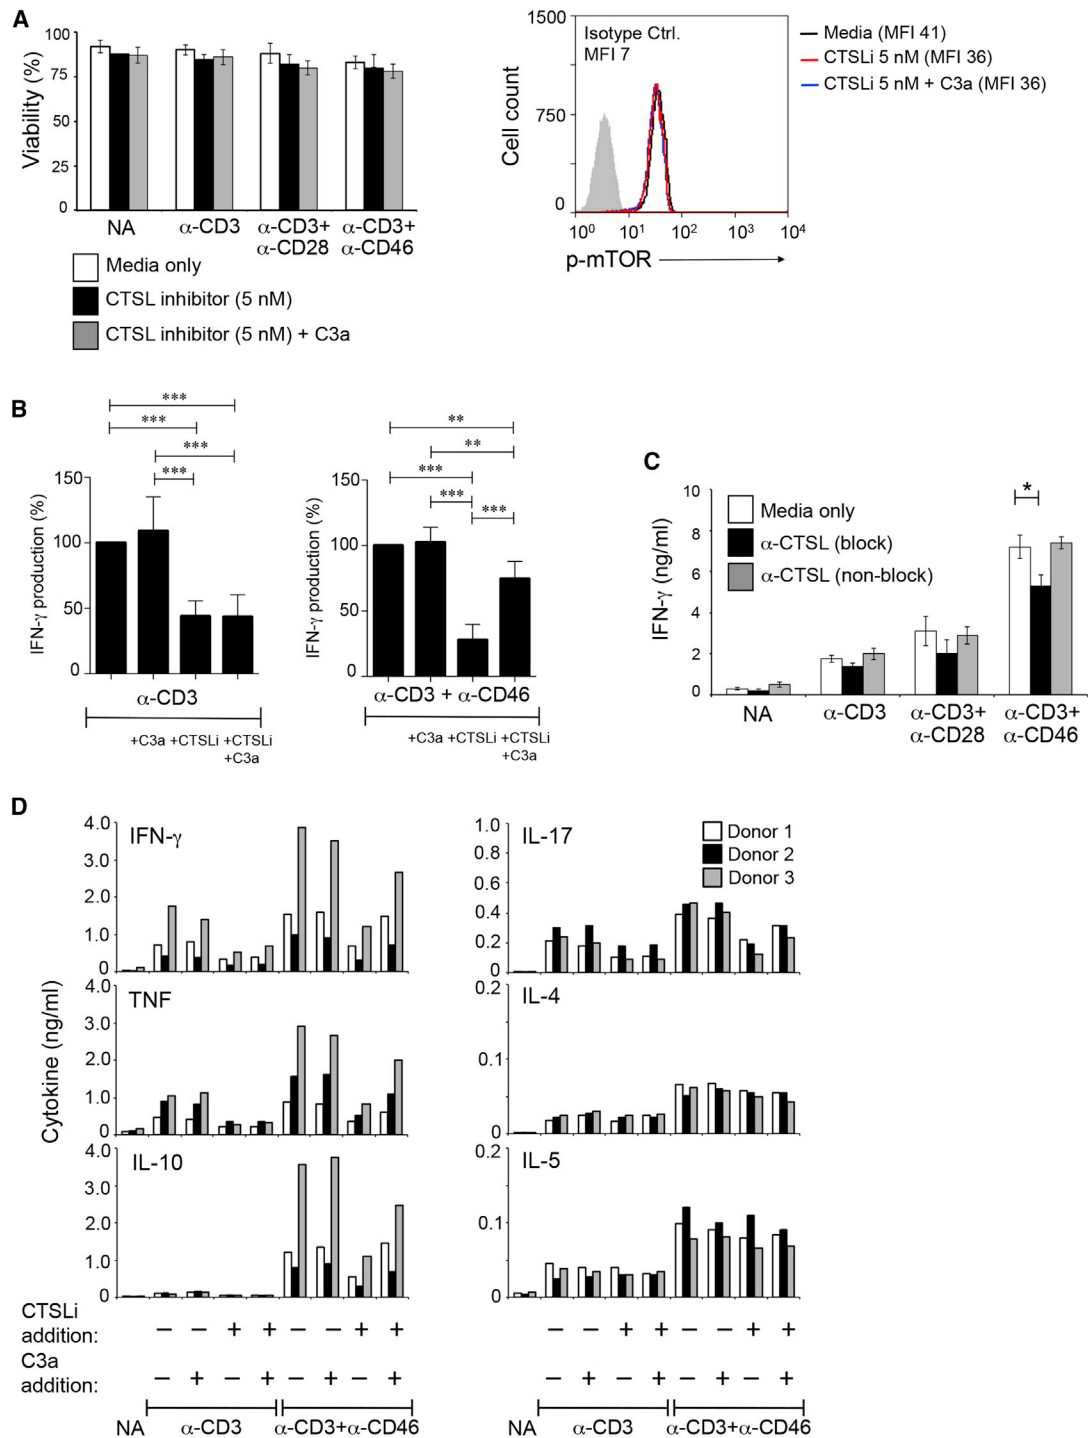 A
100
75
50
25
0
Viability (%)
NA
α-CD3
α-CD3+
α-CD28
α-CD3+
α-CD46
Media only
CTSL inhibitor (5 nM)
CTSL inhibitor (5 nM) + C3a
1500
750
0
Cell count
Isotype Ctrl.
MFI 7
10⁰ 10¹ 10² 10³ 10⁴
p-mTOR
Media (MFI 41)
CTSLi 5 nM (MFI 36)
CTSLi 5 nM + C3a (MFI 36)
B
***
***
***
***
150
100
50
0
IFN-γ production (%)
α-CD3
+C3a +CTSLi +CTSLi
+C3a
**
**
***
***
***
150
100
50
0
IFN-γ production (%)
α-CD3 + α-CD46
+C3a +CTSLi +CTSLi
+C3a
C
10
8
6
4
2
0
IFN-γ (ng/ml)
Media only
α-CTSL (block)
α-CTSL (non-block)
*
NA
α-CD3
α-CD3+
α-CD28
α-CD3+
α-CD46
D
Cytokine (ng/ml)
IFN-γ
4.0
3.0
2.0
1.0
0
TNF
4.0
3.0
2.0
1.0
0
IL-10
4.0
3.0
2.0
1.0
0
IL-17
1.0
0.8
0.6
0.4
0.2
0
Donor 1
Donor 2
Donor 3
IL-4
0.2
0.1
0
IL-5
0.2
0.1
0
CTSLi
addition:
− − + + − − + +
− − + + − − + +
C3a
addition:
− + − + − + − +
− + − + − + − +
NA α-CD3 α-CD3+α-CD46
NA α-CD3 α-CD3+α-CD46